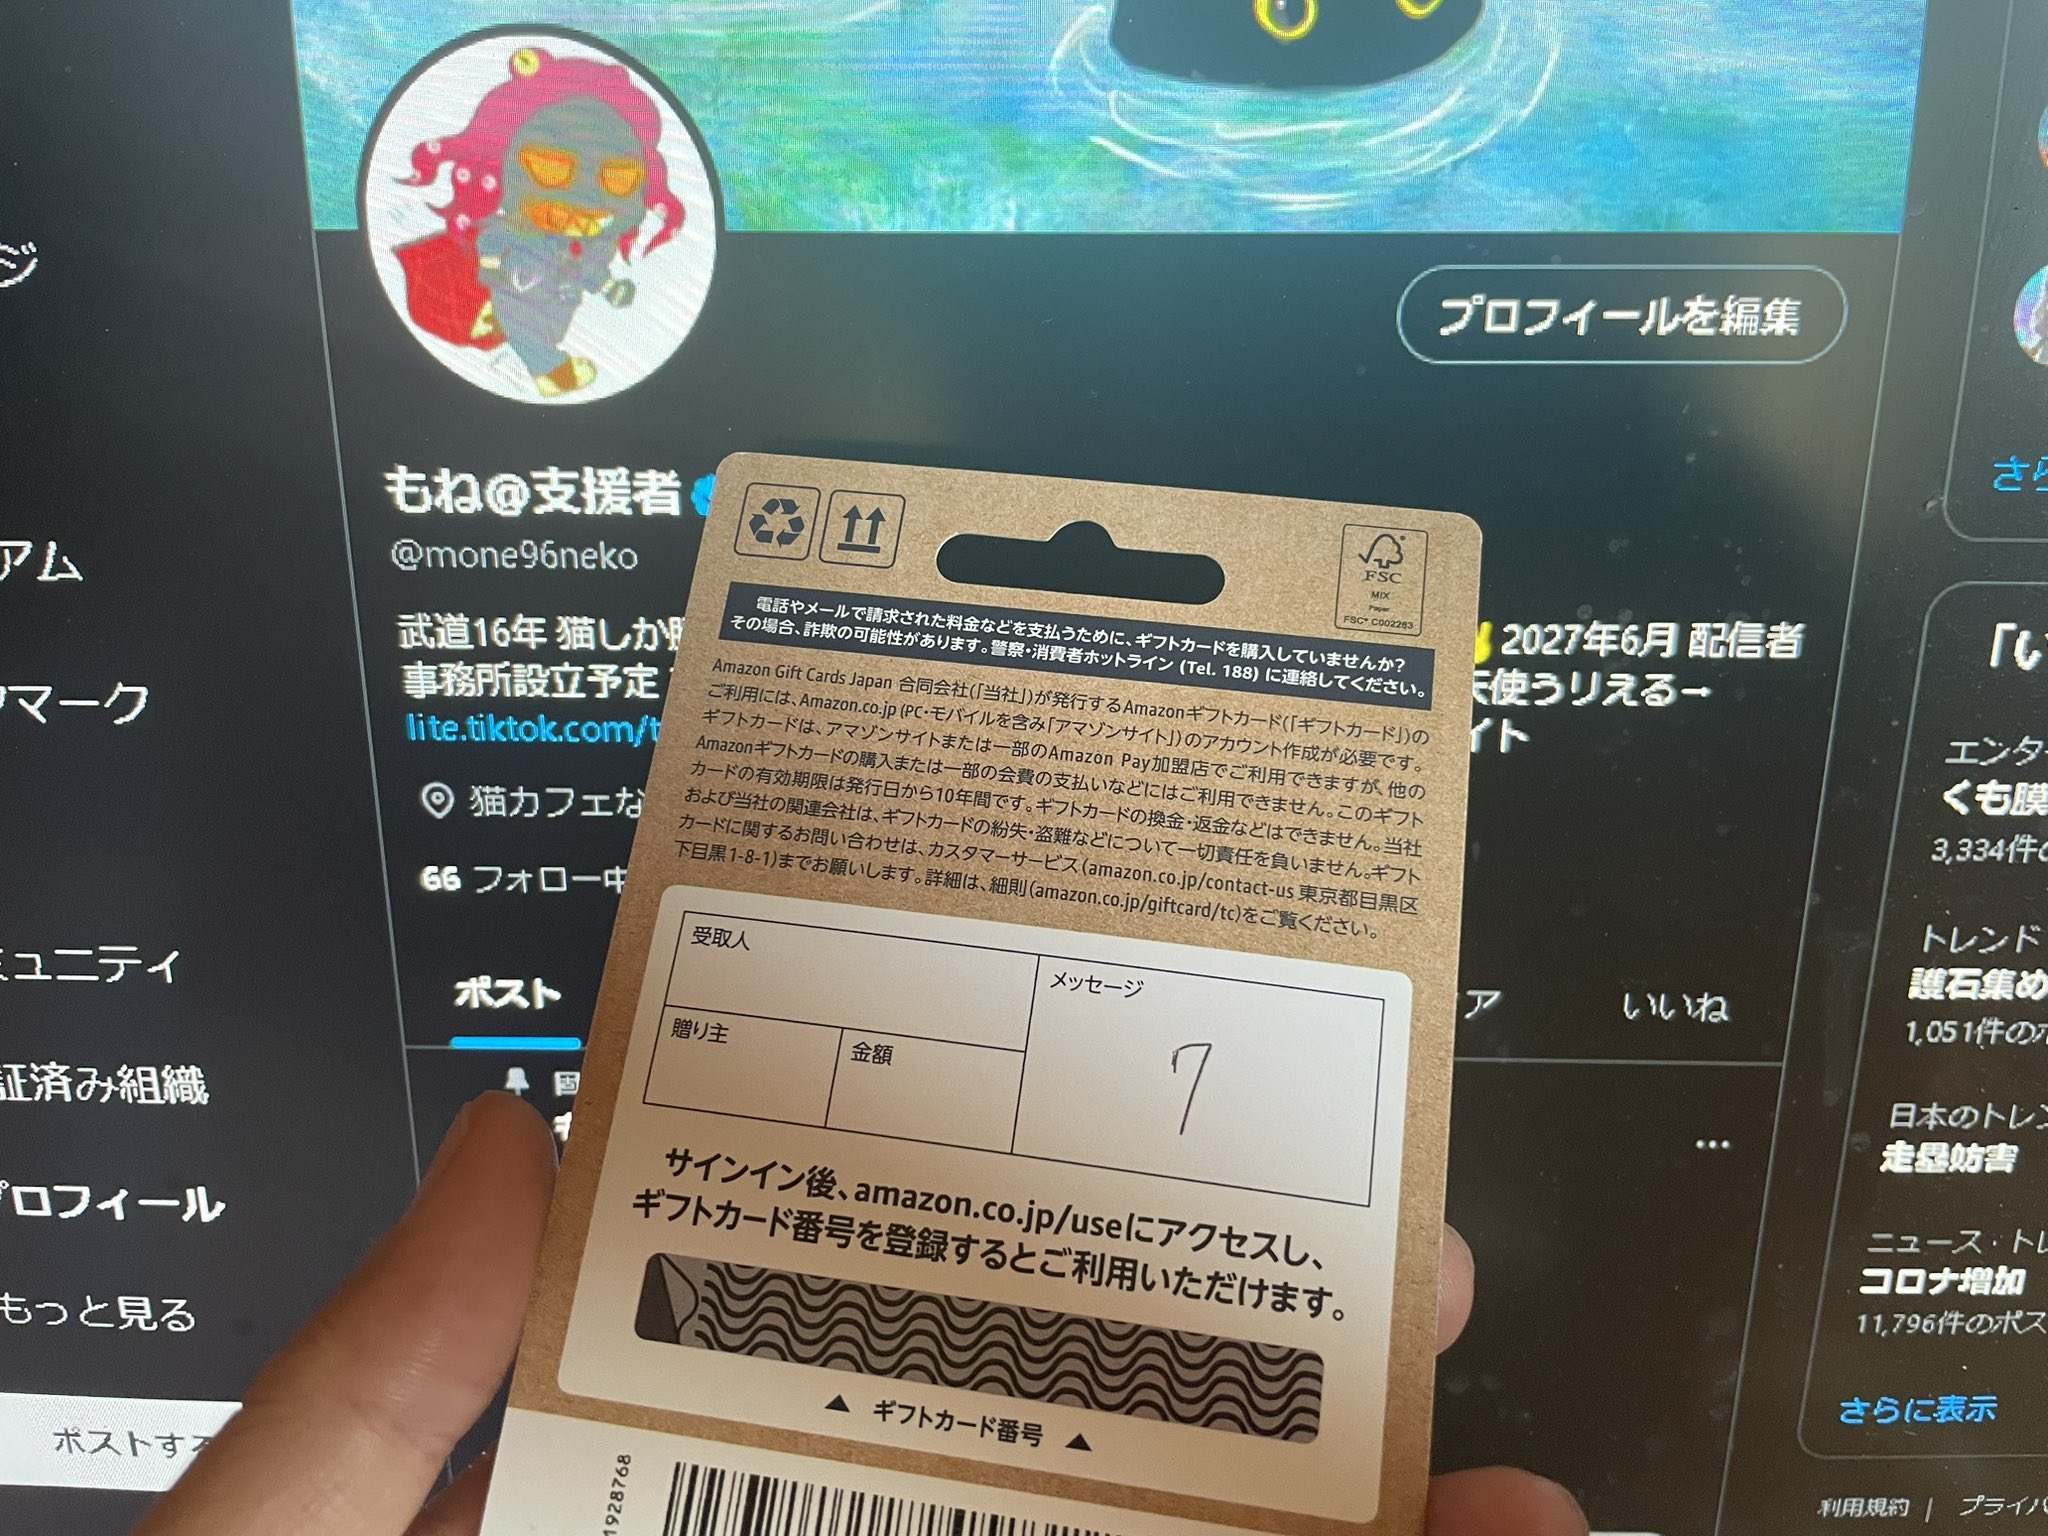 ジ
アム
クマーク
ミュニティ
証済み組織
プロフィール
もっと見る
ポストする
プロフィールを編集
もね@支援者
@mone96neko
武道16年 猫しか
2027年6月 配信者
事務所設立予定
天使うりえる→
lite.tiktok.com/t
イト
猫カフェな
66 フォロー中
ポスト
ア
いいね
電話やメールで請求された料金などを支払うために、ギフトカードを購入していませんか?
その場合、詐欺の可能性があります。警察・消費者ホットライン (Tel. 188) に連絡してください。
FSC
MIX
Paper
FSC® C002263
Amazon Gift Cards Japan 合同会社(「当社」)が発行するAmazonギフトカード(「ギフトカード」)の
ご利用には、Amazon.co.jp (PC・モバイルを含み「アマゾンサイト」)のアカウント作成が必要です。
ギフトカードは、アマゾンサイトまたは一部のAmazon Pay加盟店でご利用できますが、他の
Amazonギフトカードの購入または一部の会費の支払いなどにはご利用できません。このギフト
カードの有効期限は発行日から10年間です。ギフトカードの換金・返金などはできません。当社
および当社の関連会社は、ギフトカードの紛失・盗難などについて一切責任を負いません。ギフト
カードに関するお問い合わせは、カスタマーサービス (amazon.co.jp/contact-us 東京都目黒区
下目黒1-8-1)までお願いします。詳細は、細則 (amazon.co.jp/giftcard/tc)をご覧ください。
受取人
メッセージ
7
贈り主
金額
サインイン後、amazon.co.jp/useにアクセスし、
ギフトカード番号を登録するとご利用いただけます。
▲ ギフトカード番号 ▲
1928768
さら
「い
エンター
くも膜
3,334件の
トレンド
護石集め
1,051件のポ
日本のトレン
走塁妨害
ニュース・トレ
コロナ増加
11,796件のポス
さらに表示
利用規約 | プライバ